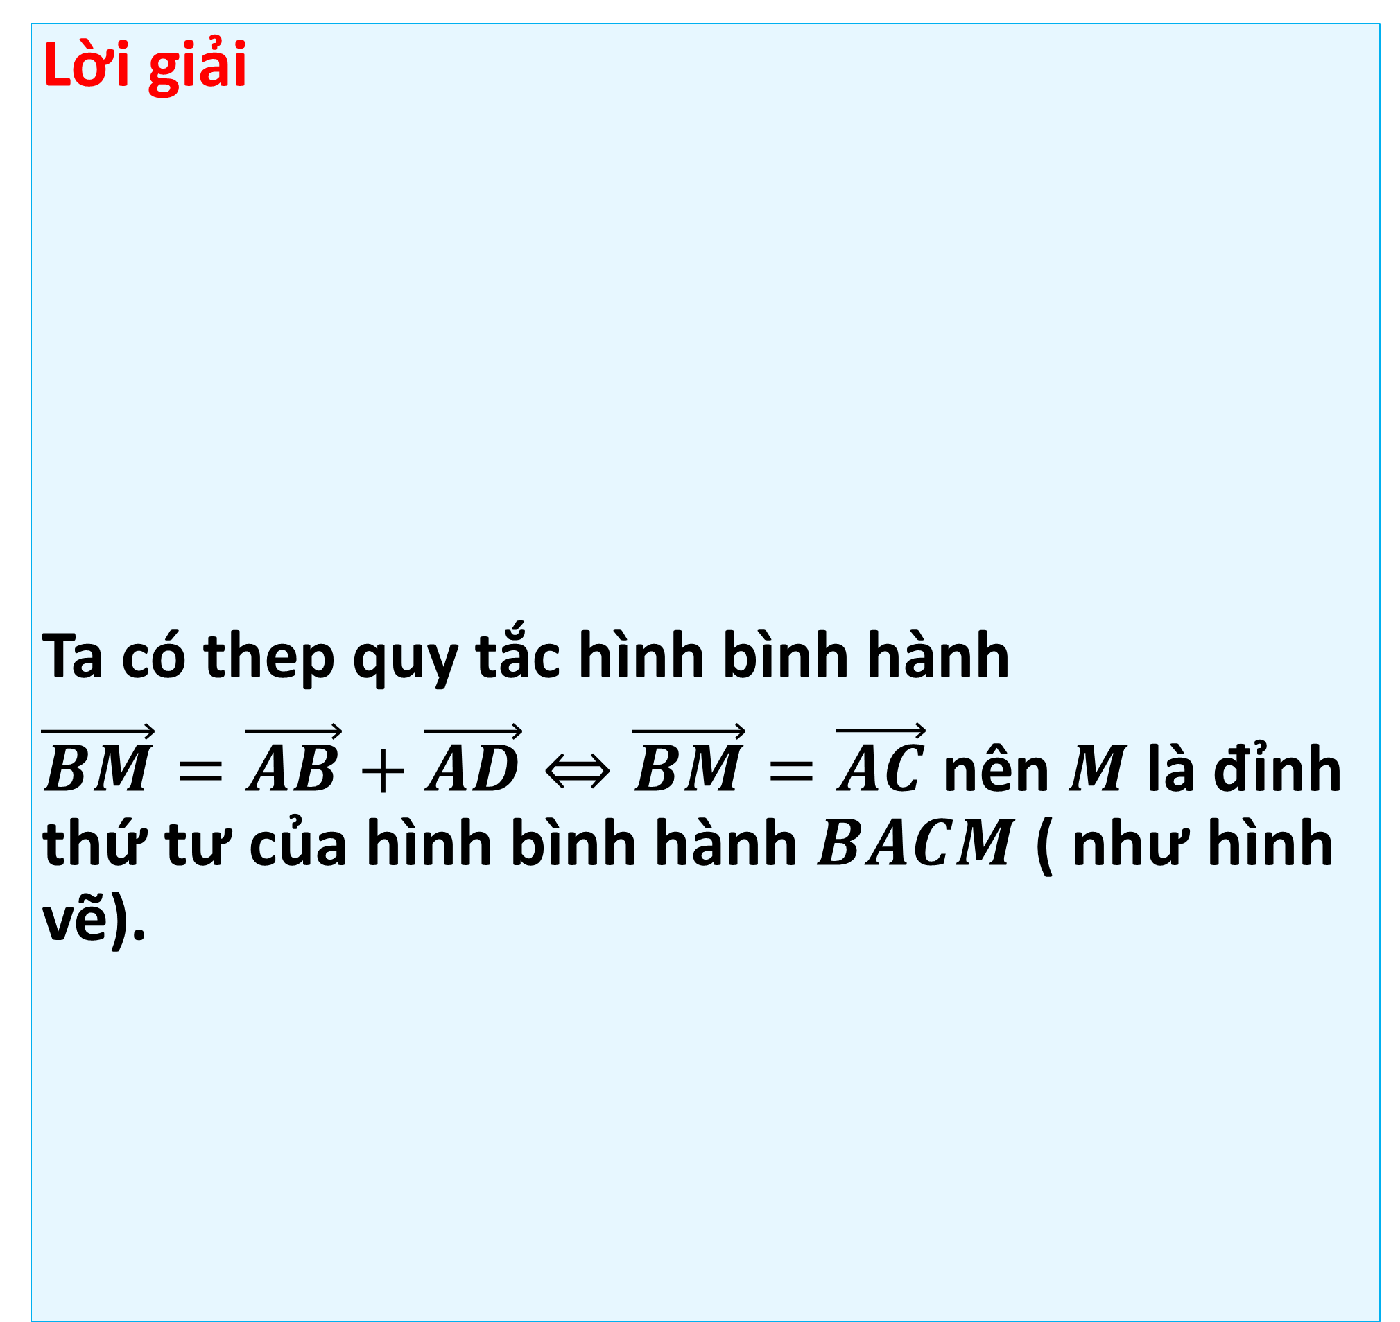 Lời giải
Ta có thep quy tắc hình bình hành
$\overrightarrow{BM} = \overrightarrow{AB} + \overrightarrow{AD} \Leftrightarrow \overrightarrow{BM} = \overrightarrow{AC}$ nên $M$ là đỉnh
thứ tư của hình bình hành $BACM$ ( như hình
vẽ).